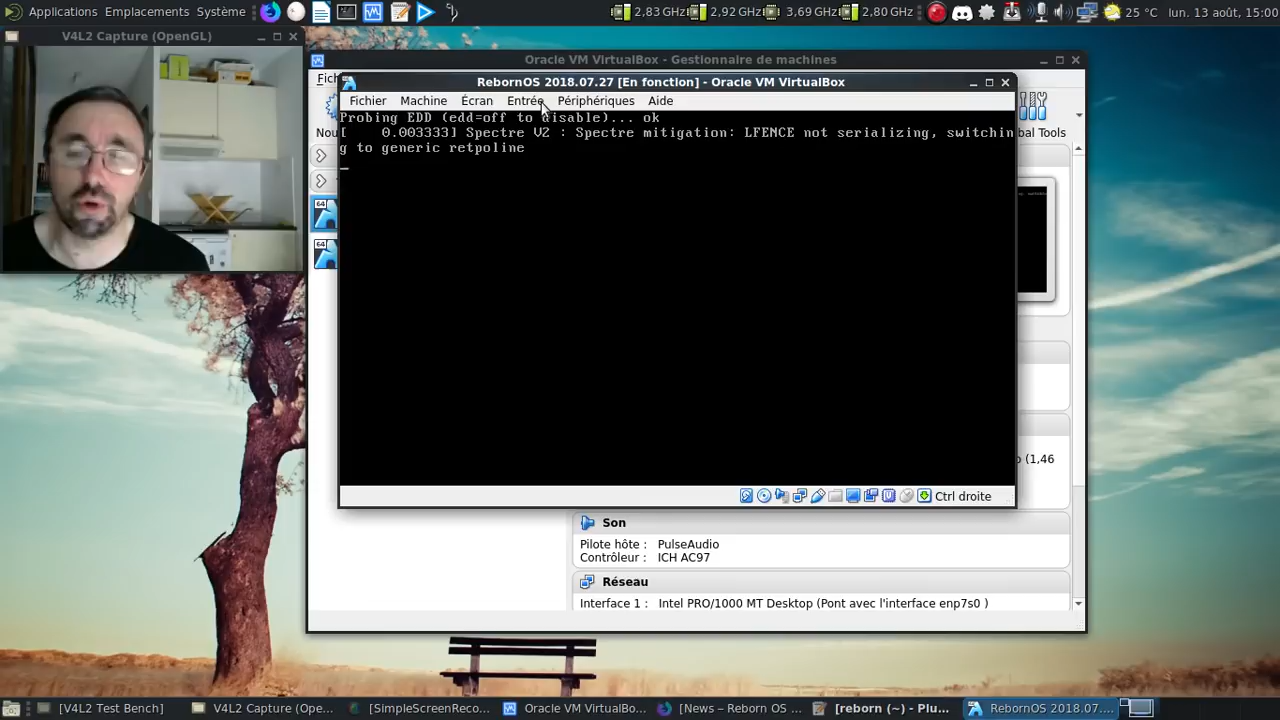 Applications Emplacements Système
2,83 GHz 2,92 GHz 3,69 GHz 2,80 GHz
25 °C lun. 13 août, 15:00
V4L2 Capture (OpenGL)
Oracle VM VirtualBox - Gestionnaire de machines
RebornOS 2018.07.27 [En fonction] - Oracle VM VirtualBox
Fichier Machine Écran Entrée Périphériques Aide
Probing EDD (edd=off to disable)... ok
[    0.003333] Spectre V2 : Spectre mitigation: LFENCE not serializing, switchin
g to generic retpoline
64
64
(1,46
Ctrl droite
Son
Pilote hôte : PulseAudio
Contrôleur : ICH AC97
Réseau
Interface 1 : Intel PRO/1000 MT Desktop (Pont avec l'interface enp7s0 )
[V4L2 Test Bench] V4L2 Capture (Ope... [SimpleScreenReco... Oracle VM VirtualBo... [News – Reborn OS ... [reborn (~) - Plu... RebornOS 2018.07....